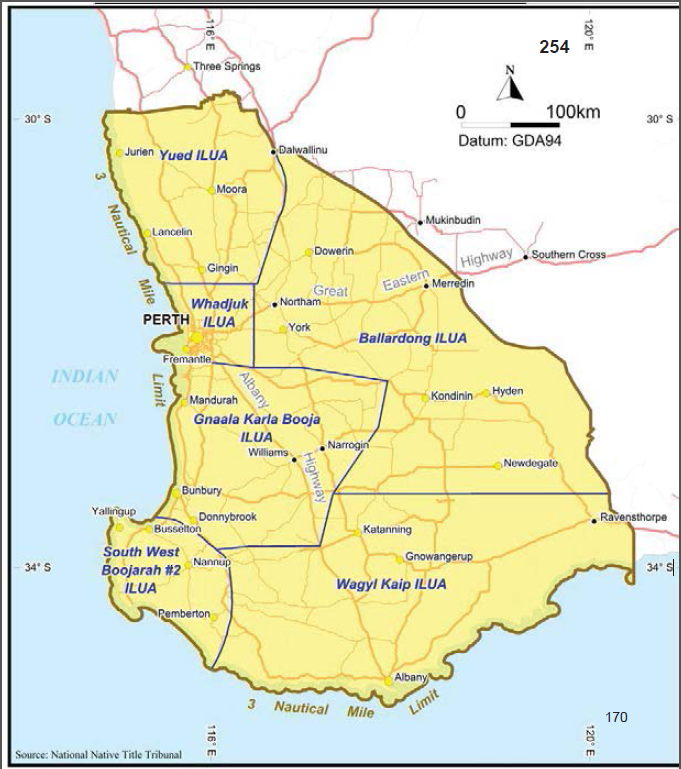 116° E
120° E
254
Three Springs
N
0 100km
Datum: GDA94
30° S
30° S
Jurien
Yued ILUA
Dalwallinu
3 Nautical Mile Limit
Moora
Mukinbudin
Lancelin
Dowerin
Southern Cross
Great Eastern Highway
Gingin
Merredin
Whadjuk
ILUA
Northam
PERTH
York
Ballardong ILUA
Fremantle
INDIAN
OCEAN
Albany Highway
Mandurah
Kondinin
Hyden
Gnaala Karla Booja
ILUA
Narrogin
Williams
Newdegate
Bunbury
Yallingup
Donnybrook
Ravensthorpe
Busselton
Katanning
South West
Boojarah #2
ILUA
Nannup
Gnowangerup
34° S
34° S
Wagyl Kaip ILUA
Pemberton
Albany
3 Nautical Mile Limit
170
116° E
120° E
Source: National Native Title Tribunal